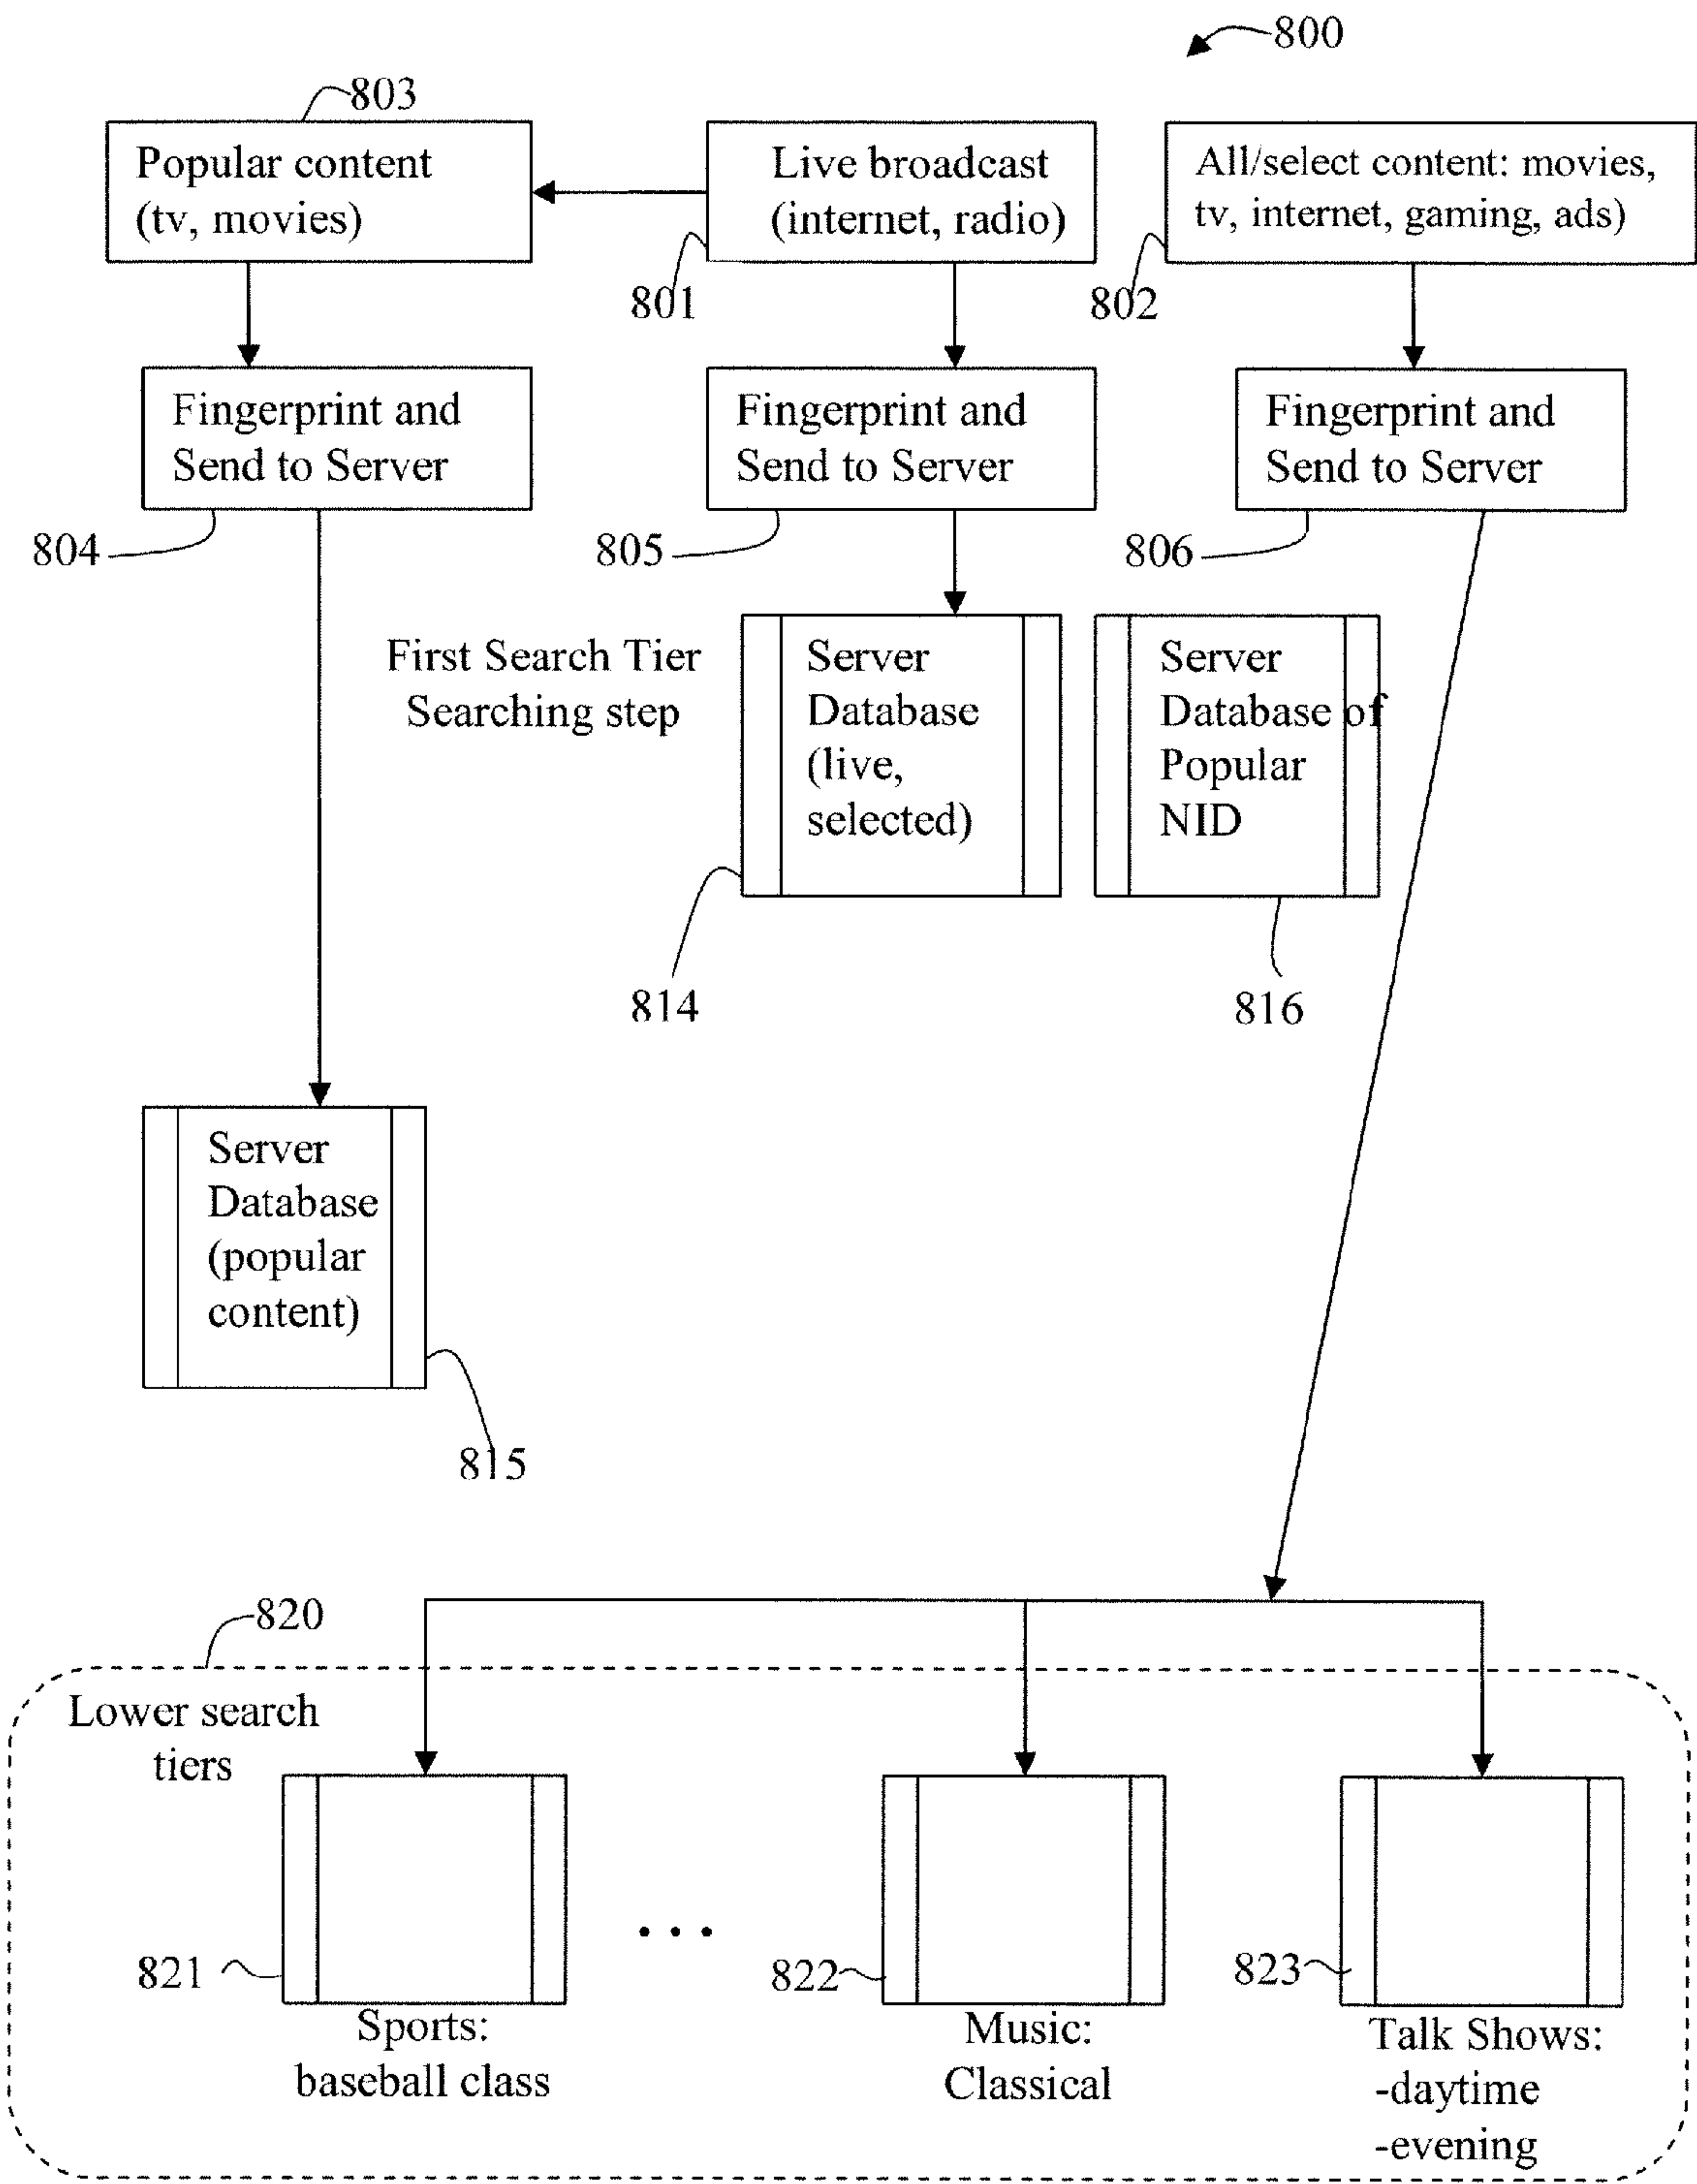 800
803
Popular content
(tv, movies)
Live broadcast
(internet, radio)
All/select content: movies,
tv, internet, gaming, ads)
801
802
Fingerprint and
Send to Server
Fingerprint and
Send to Server
Fingerprint and
Send to Server
804
805
806
First Search Tier
Searching step
Server
Database
(live,
selected)
Server
Database of
Popular
NID
814
816
Server
Database
(popular
content)
815
820
Lower search
tiers
...
821
822
823
Sports:
baseball class
Music:
Classical
Talk Shows:
-daytime
-evening